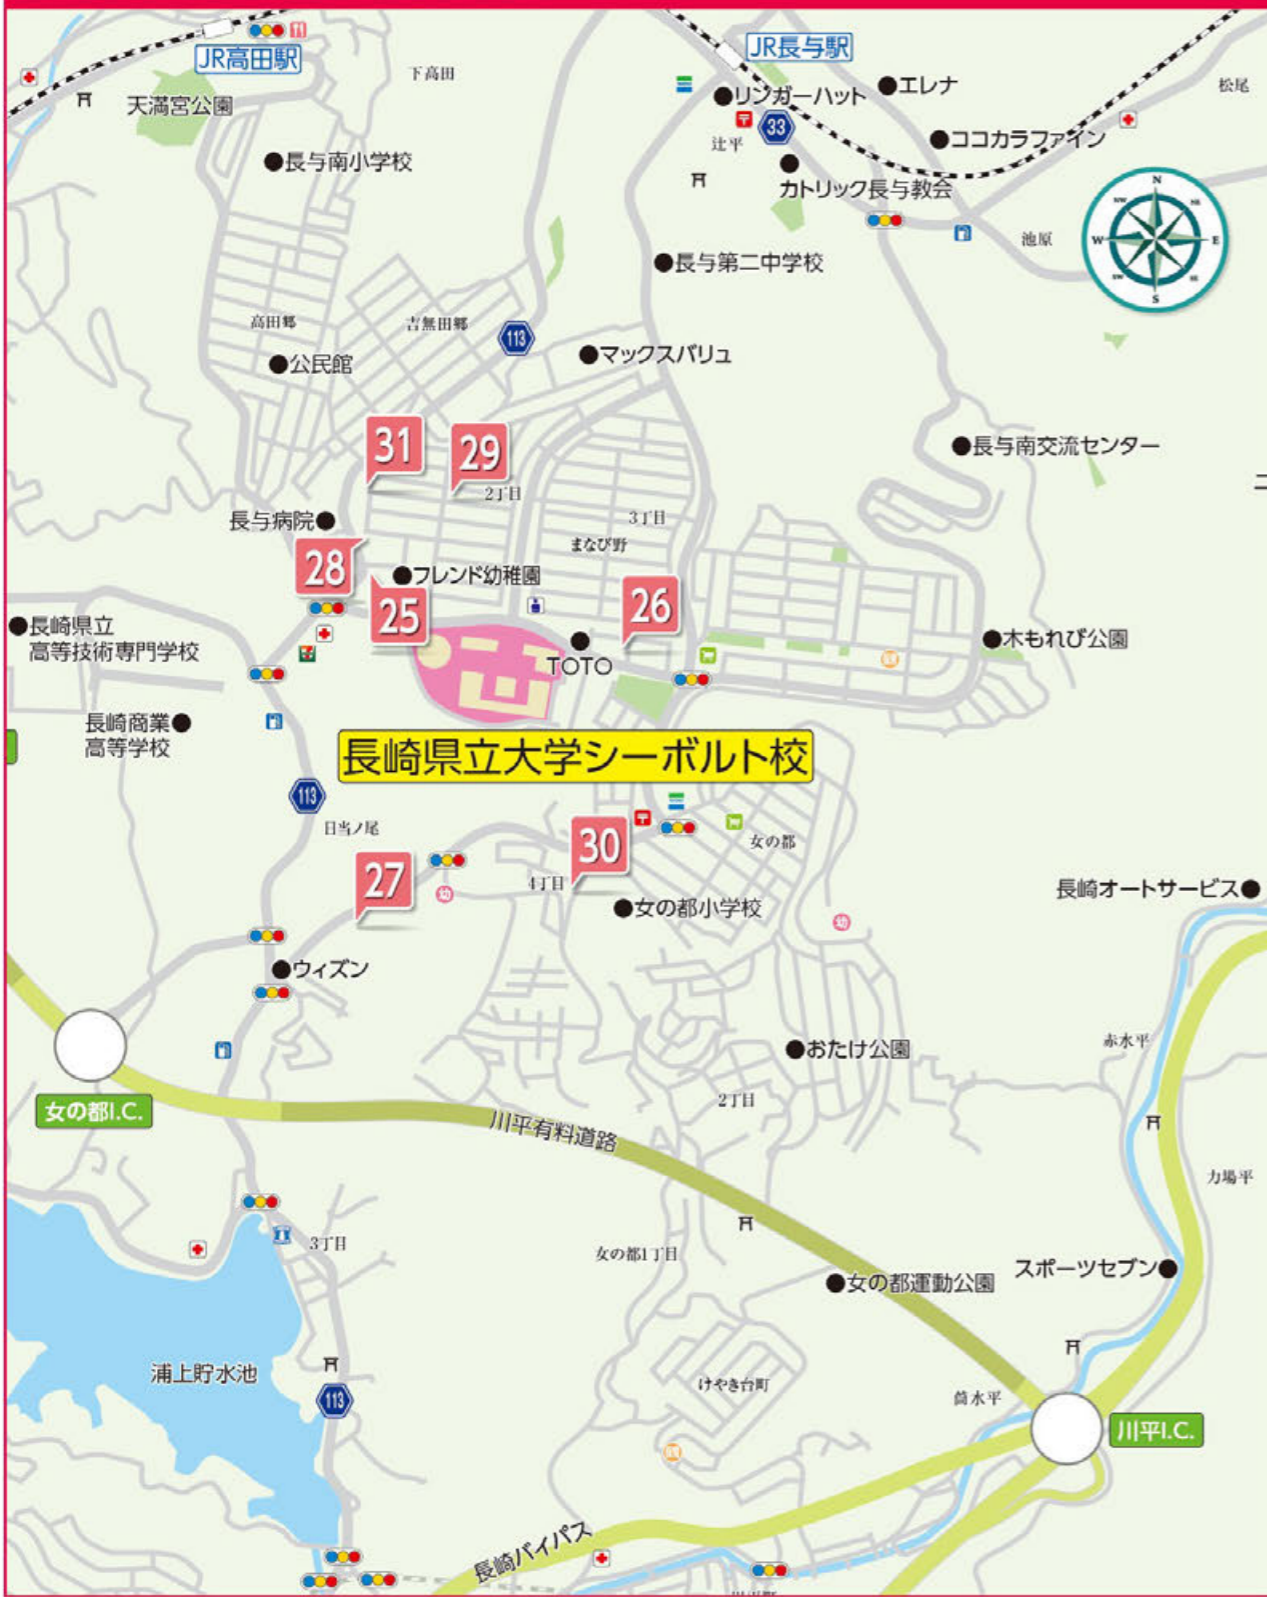 JR高田駅
下高田
天満宮公園
長与南小学校
JR長与駅
エレナ
リンガーハット
33
辻平
ココカラファイン
松尾
カトリック長与教会
池原
N
NE
E
SE
S
SW
W
NW
長与第二中学校
高田郷
吉無田郷
113
公民館
マックスバリュ
31
29
2丁目
長与南交流センター
ニ
長与病院
3丁目
まなび野
28
フレンド幼稚園
25
26
長崎県立
高等技術専門学校
TOTO
木もれび公園
長崎商業
高等学校
長崎県立大学シーボルト校
113
日当ノ尾
30
女の都
27
幼
4丁目
女の都小学校
幼
長崎オートサービス
ウィズン
おたけ公園
赤水平
女の都I.C.
2丁目
川平有料道路
力場平
3丁目
女の都1丁目
女の都運動公園
スポーツセブン
浦上貯水池
113
けやき台町
筒水平
川平I.C.
長崎バイパス